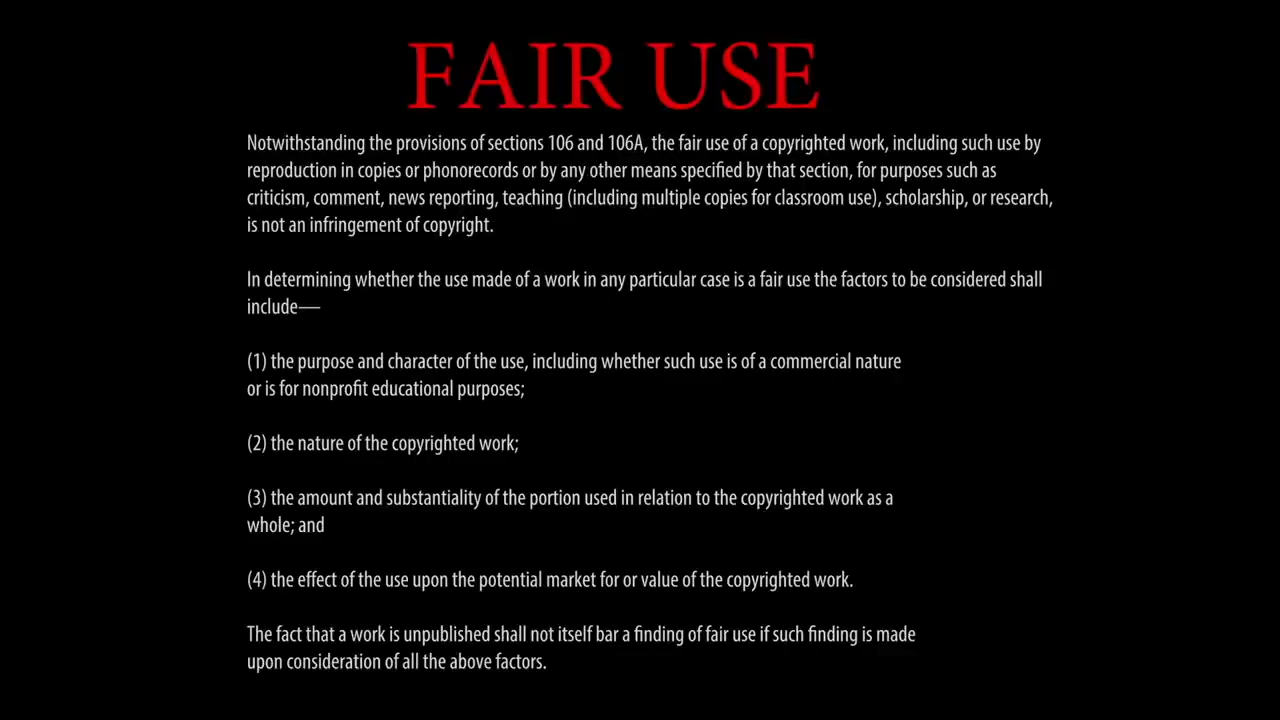 FAIR USE
Notwithstanding the provisions of sections 106 and 106A, the fair use of a copyrighted work, including such use by
reproduction in copies or phonorecords or by any other means specified by that section, for purposes such as
criticism, comment, news reporting, teaching (including multiple copies for classroom use), scholarship, or research,
is not an infringement of copyright.
In determining whether the use made of a work in any particular case is a fair use the factors to be considered shall
include—
(1) the purpose and character of the use, including whether such use is of a commercial nature
or is for nonprofit educational purposes;
(2) the nature of the copyrighted work;
(3) the amount and substantiality of the portion used in relation to the copyrighted work as a
whole; and
(4) the effect of the use upon the potential market for or value of the copyrighted work.
The fact that a work is unpublished shall not itself bar a finding of fair use if such finding is made
upon consideration of all the above factors.